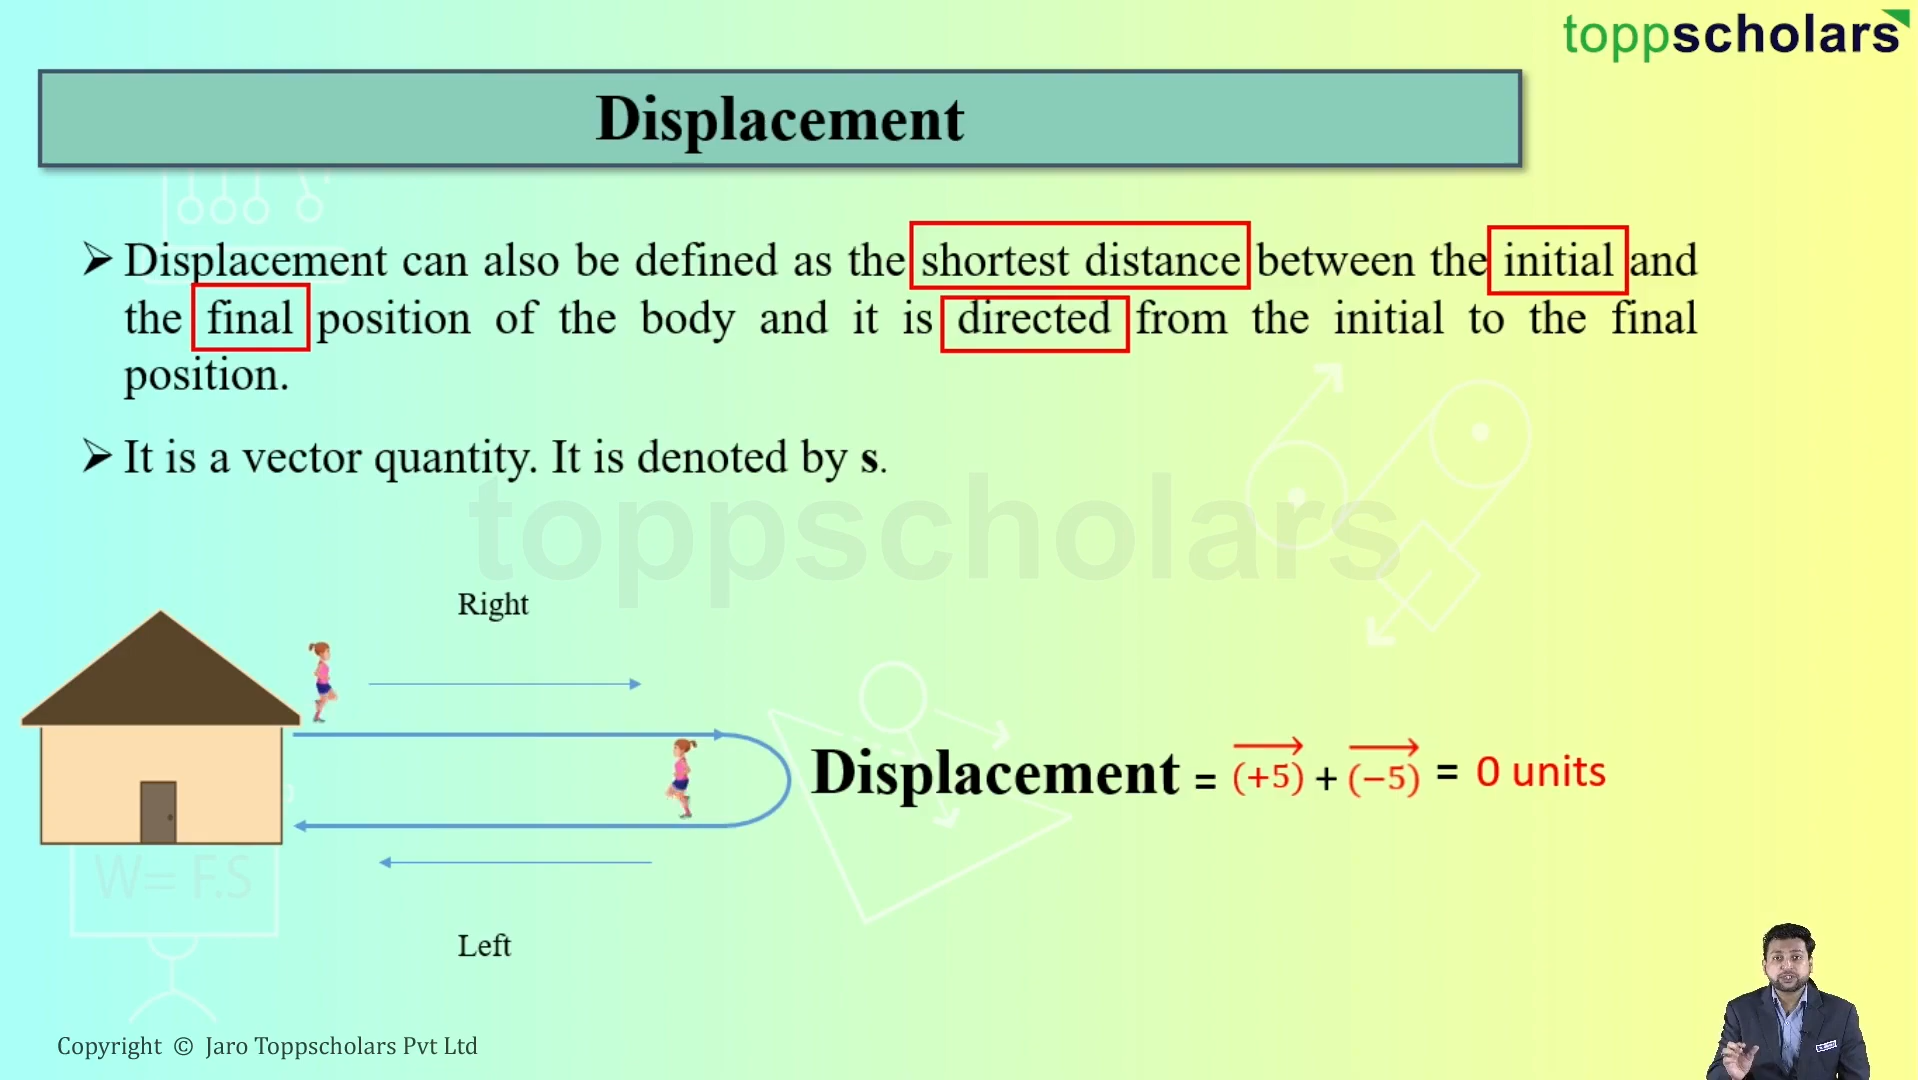 toppscholars
Displacement
➢ Displacement can also be defined as the shortest distance between the initial and
the final position of the body and it is directed from the initial to the final
position.
➢ It is a vector quantity. It is denoted by s.
toppscholars
Right
Displacement = (+5) + (−5) = 0 units
W= F.S
Left
Copyright © Jaro Toppscholars Pvt Ltd